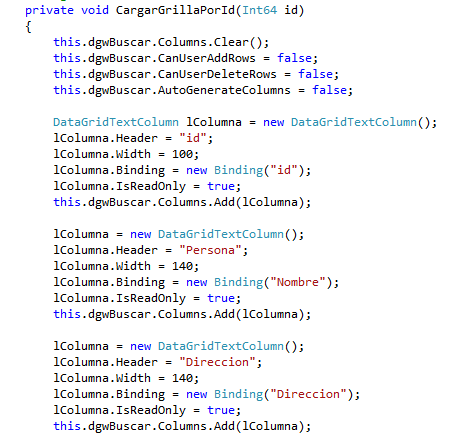 private void CargarGrillaPorId(Int64 id)
{
this.dgwBuscar.Columns.Clear();
this.dgwBuscar.CanUserAddRows = false;
this.dgwBuscar.CanUserDeleteRows = false;
this.dgwBuscar.AutoGenerateColumns = false;
DataGridTextColumn lColumna = new DataGridTextColumn();
lColumna.Header = "id";
lColumna.Width = 100;
lColumna.Binding = new Binding("id");
lColumna.IsReadOnly = true;
this.dgwBuscar.Columns.Add(lColumna);
lColumna = new DataGridTextColumn();
lColumna.Header = "Persona";
lColumna.Width = 140;
lColumna.Binding = new Binding("Nombre");
lColumna.IsReadOnly = true;
this.dgwBuscar.Columns.Add(lColumna);
lColumna = new DataGridTextColumn();
lColumna.Header = "Direccion";
lColumna.Width = 140;
lColumna.Binding = new Binding("Direccion");
lColumna.IsReadOnly = true;
this.dgwBuscar.Columns.Add(lColumna);